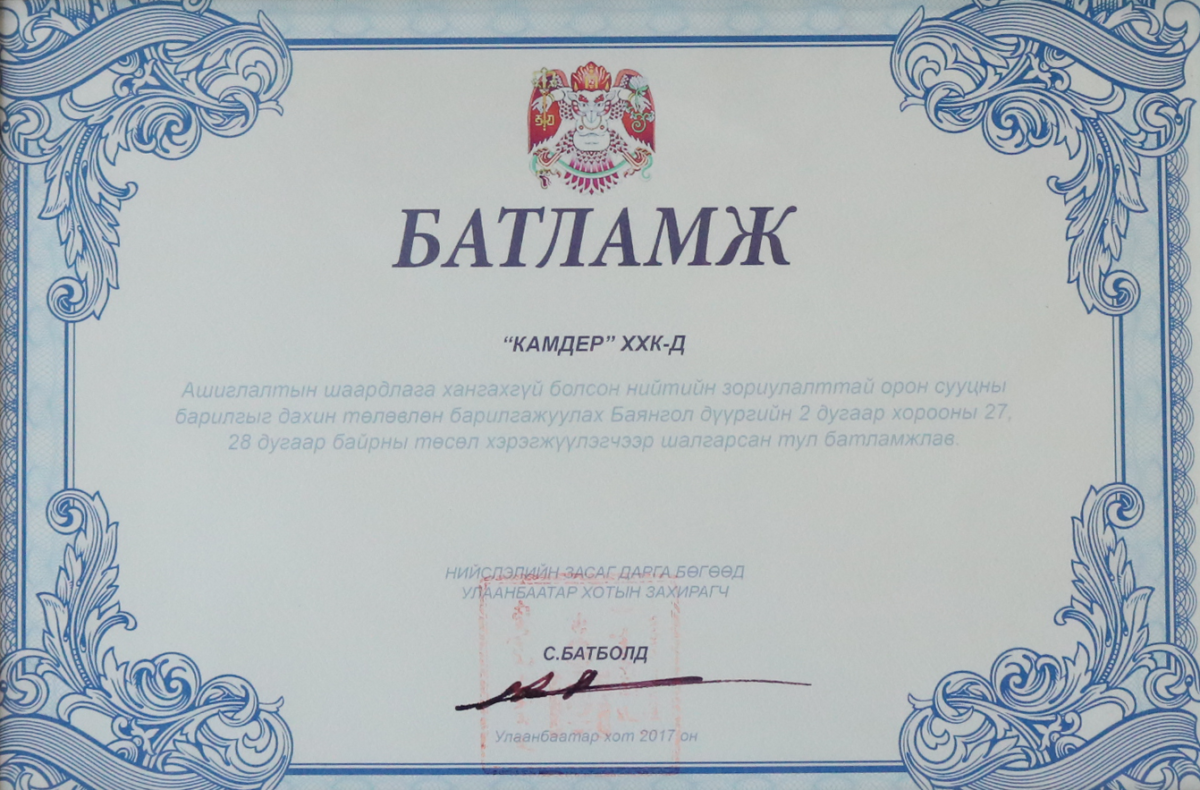 БАТЛАМЖ
“КАМДЕР” ХХК-Д
Ашиглалтын шаардлага хангахгүй болсон нийтийн зориулалттай орон сууцны
барилгыг дахин төлөвлөн барилгажуулах Баянгол дүүргийн 2 дугаар хорооны 27,
28 дугаар байрны төсөл хэрэгжүүлэгчээр шалгарсан тул батламжлав.
НИЙСЛЭЛИЙН ЗАСАГ ДАРГА БӨГӨӨД
УЛААНБААТАР ХОТЫН ЗАХИРАГЧ
С.БАТБОЛД
Улаанбаатар хот 2017 он